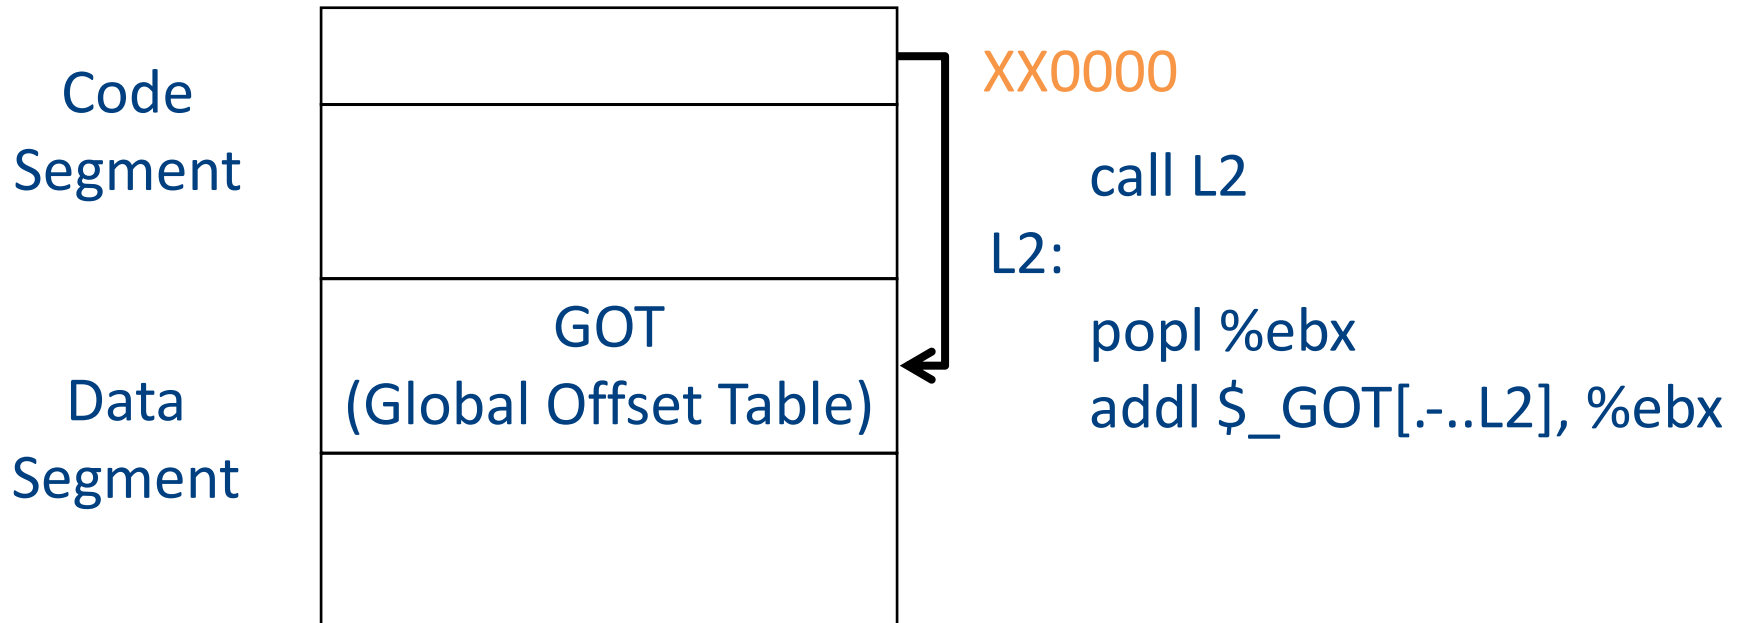 Code
Segment
GOT
(Global Offset Table)
Data
Segment
XX0000
call L2
L2:
popl %ebx
addl $_GOT[.-..L2], %ebx